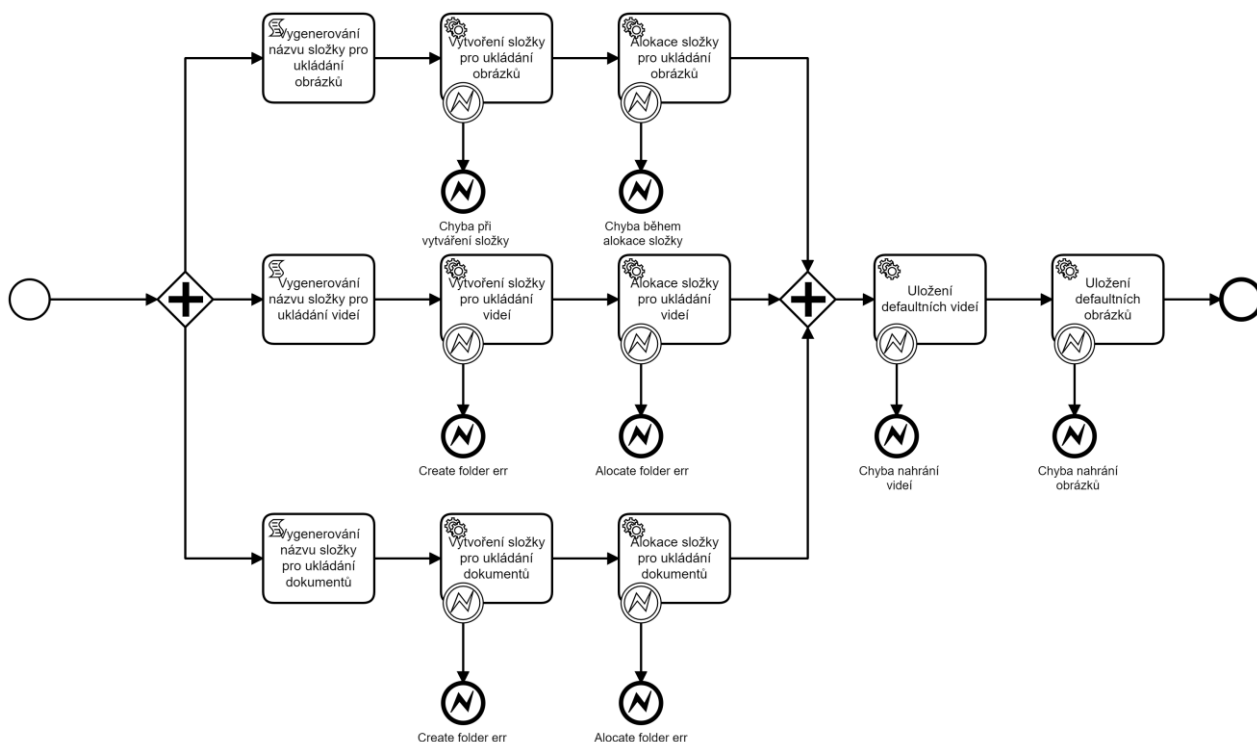 Vygenerování
názvu složky pro
ukládání
obrázků
Vytvoření složky
pro ukládání
obrázků
Alokace složky
pro ukládání
obrázků
Chyba při
vytváření složky
Chyba během
alokace složky
Vygenerování
názvu složky pro
ukládání videí
Vytvoření složky
pro ukládání
videí
Alokace složky
pro ukládání
videí
Uložení
defaultních videí
Uložení
defaultních
obrázků
Create folder err
Alocate folder err
Chyba nahrání
videí
Chyba nahrání
obrázků
Vygenerování
názvu složky
pro ukládání
dokumentů
Vytvoření složky
pro ukládání
dokumentů
Alokace složky
pro ukládání
dokumentů
Create folder err
Alocate folder err